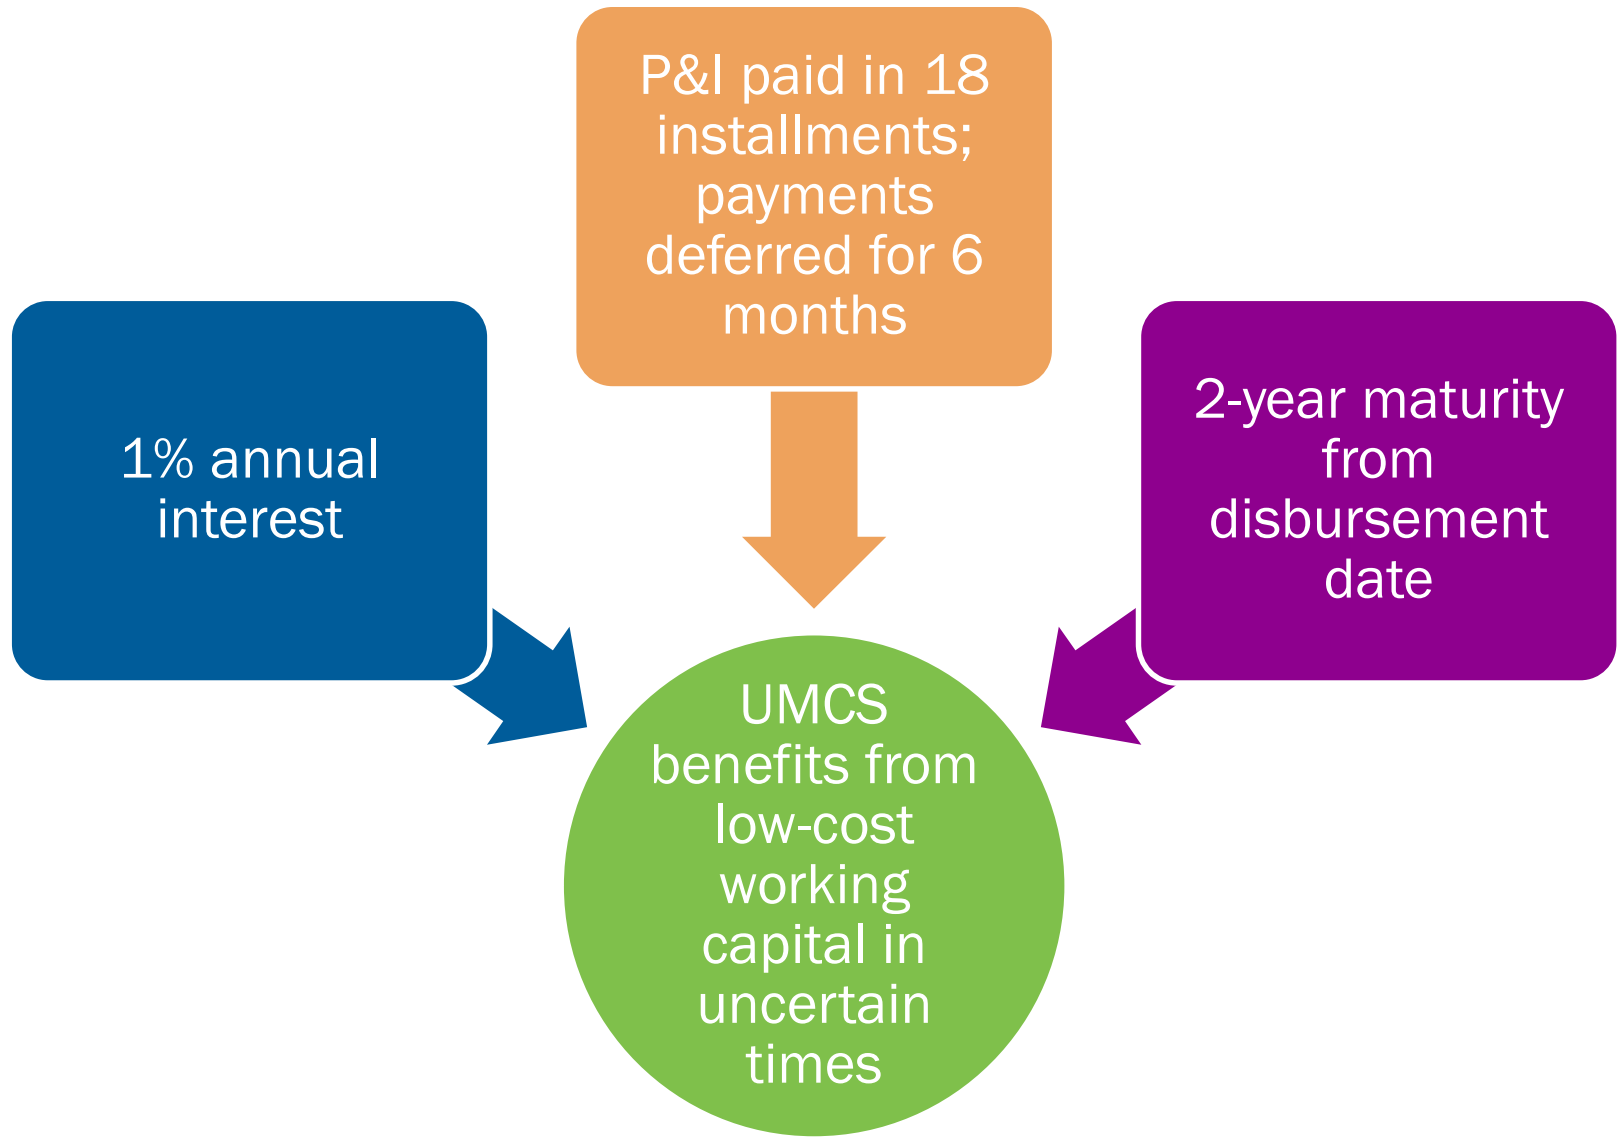 P&I paid in 18
installments;
payments
deferred for 6
months
1% annual
interest
2-year maturity
from
disbursement
date
UMCS
benefits from
low-cost
working
capital in
uncertain
times